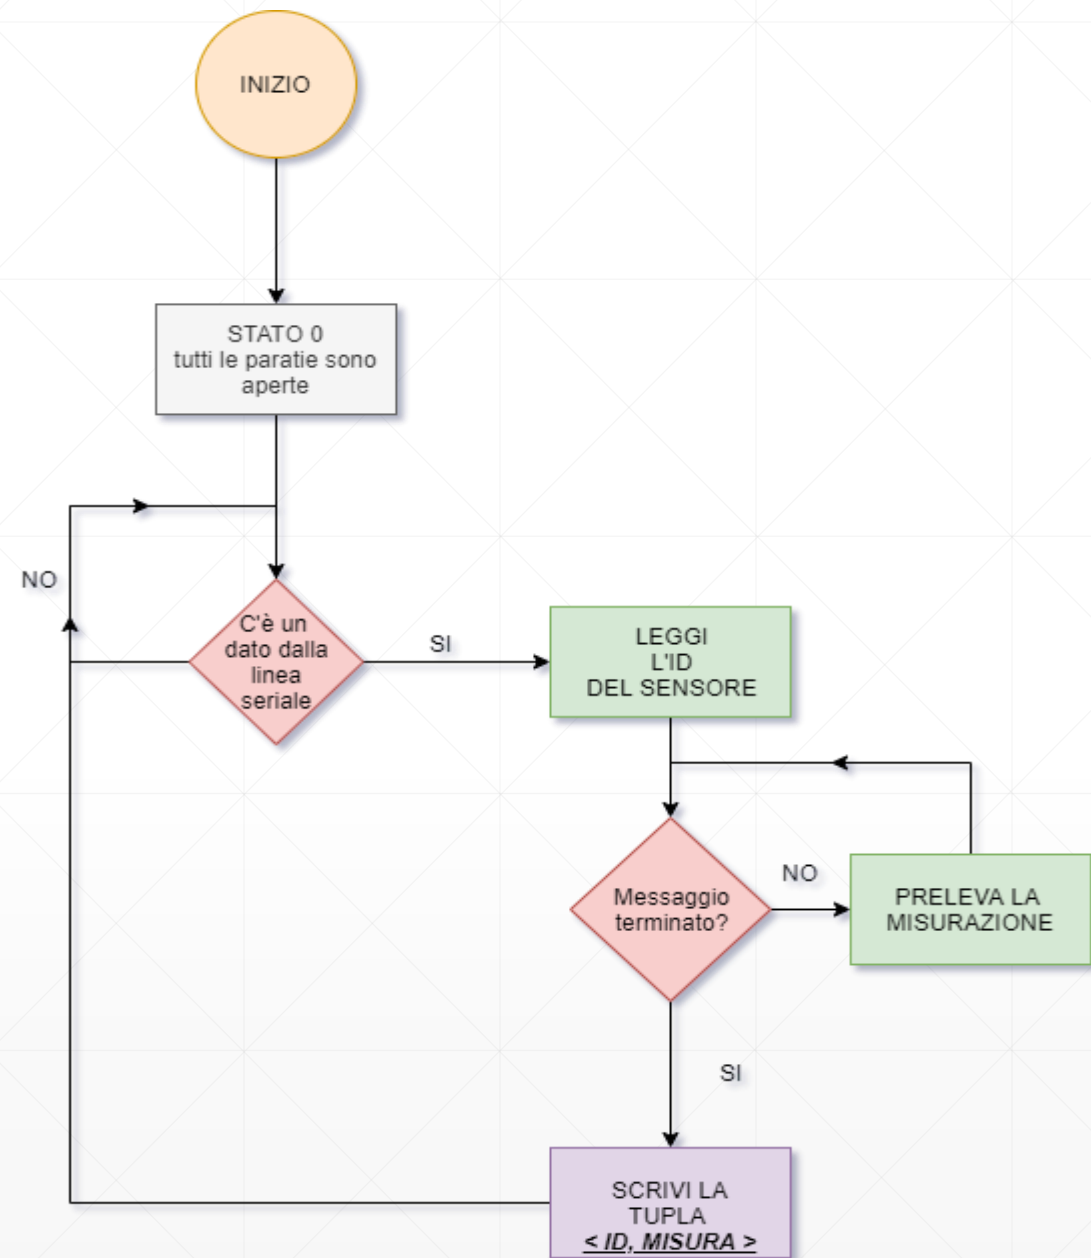 INIZIO
STATO 0
tutti le paratie sono
aperte
NO
C'è un
dato dalla
linea
seriale
SI
LEGGI
L'ID
DEL SENSORE
Messaggio
terminato?
NO
PRELEVA LA
MISURAZIONE
SI
SCRIVI LA
TUPLA
< ID, MISURA >